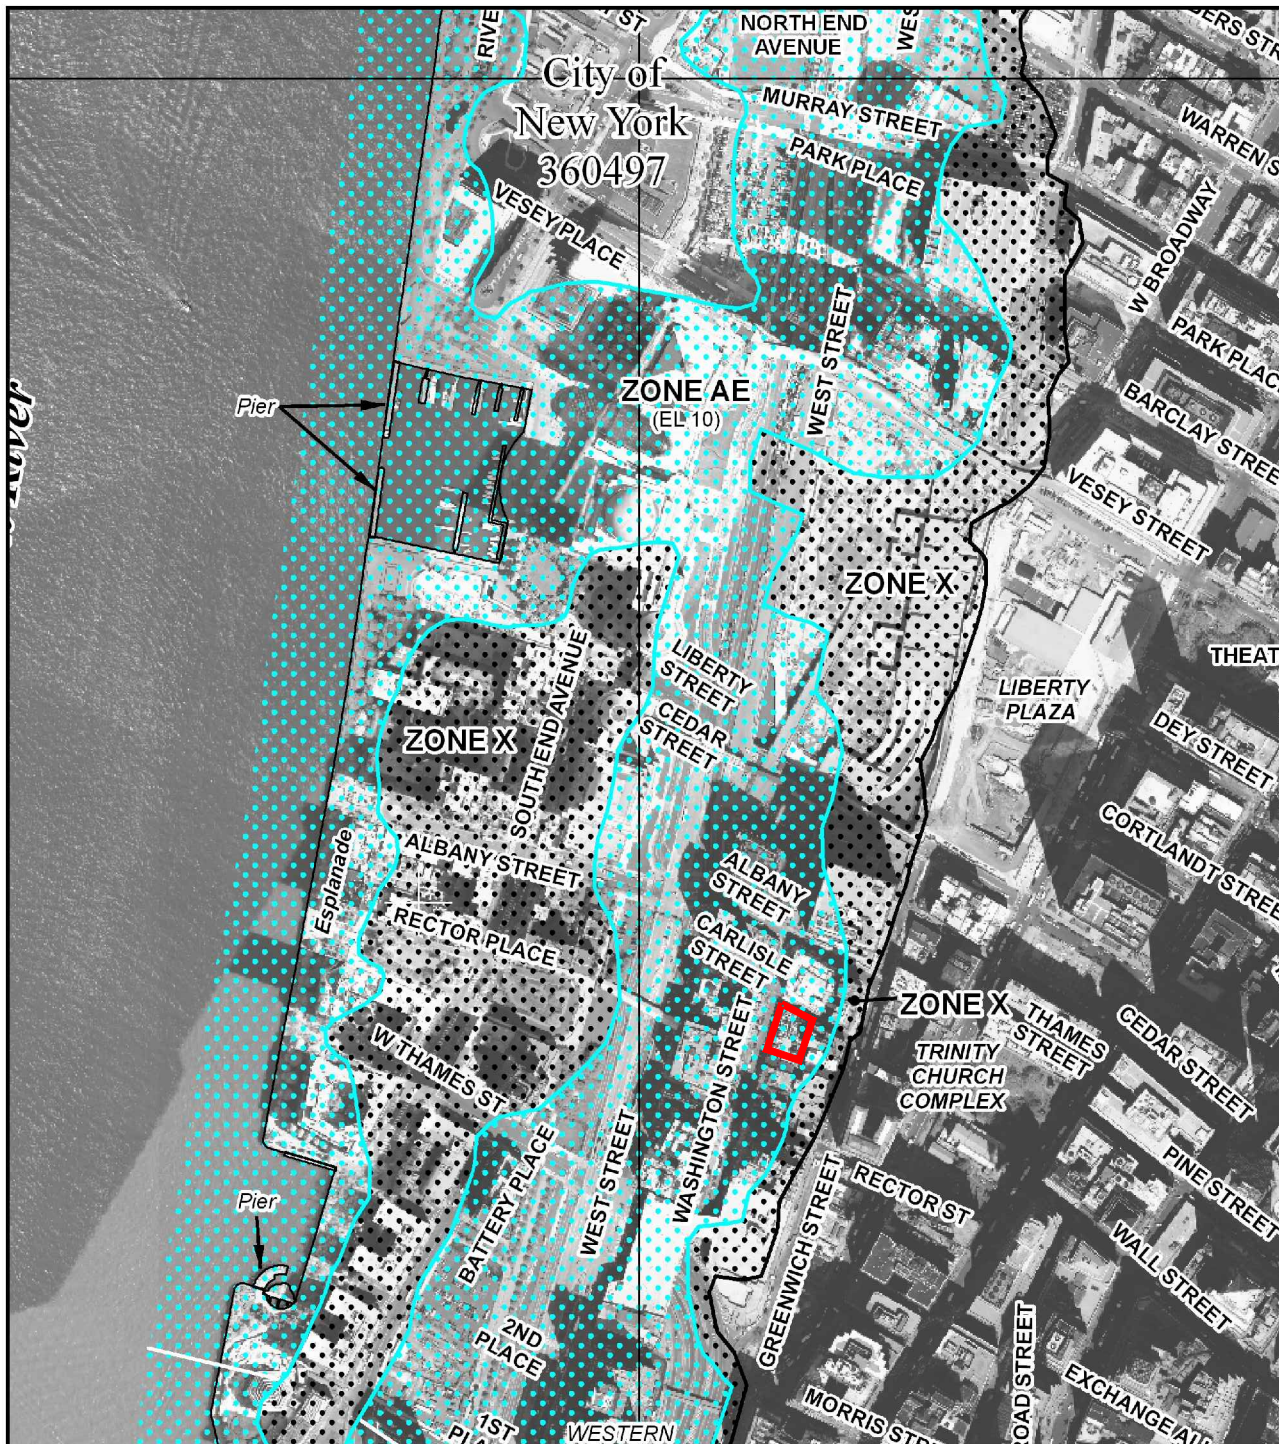 NORTH END
AVENUE
City of
New York
360497
MURRAY STREET
PARK PLACE
WARREN S
VESEY PLACE
W BROADWAY
WEST STREET
PARK PLAC
ZONE AE
(EL 10)
Pier
River
BARCLAY STREE
VESEY STREET
ZONE X
THEAT
LIBERTY
PLAZA
LIBERTY
STREET
CEDAR
STREET
SOUTH END AVENUE
DEY STREET
ZONE X
CORTLANDT STREE
Esplanade
ALBANY STREET
ALBANY
STREET
RECTOR PLACE
CARLISLE
STREET
ZONE X
THAMES
STREET
CEDAR STREET
TRINITY
CHURCH
COMPLEX
W THAMES ST
WASHINGTON STREET
PINE STREET
BATTERY PLACE
WEST STREET
RECTOR ST
WALL STREET
Pier
GREENWICH STREET
2ND
PLACE
ROAD STREET
EXCHANGE AL
MORRIS STR
1ST
PL
WESTERN